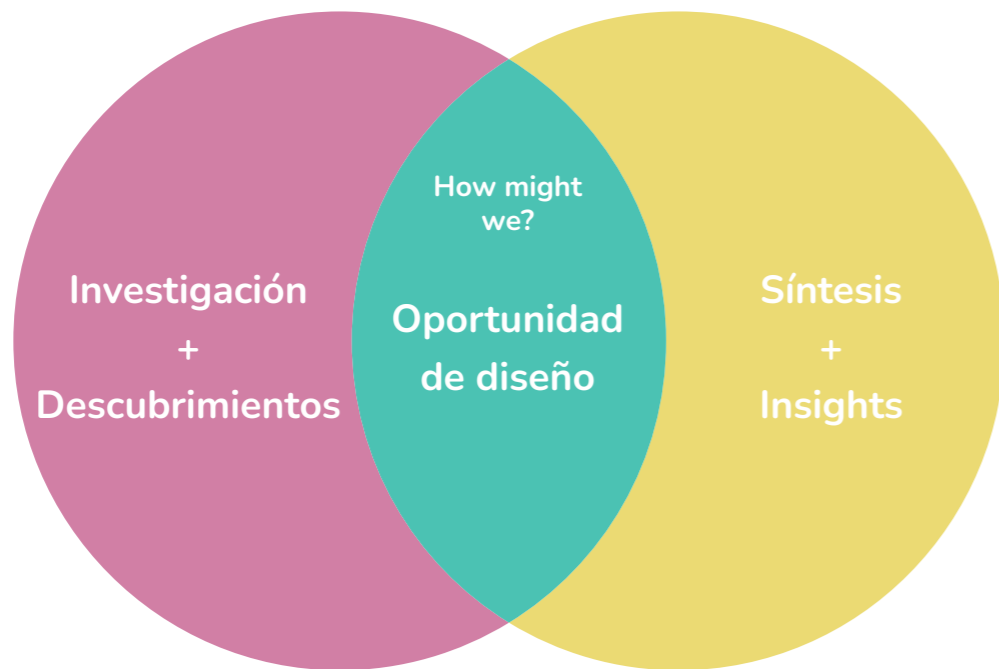 Investigación
+
Descubrimientos
How might
we?
Oportunidad
de diseño
Síntesis
+
Insights